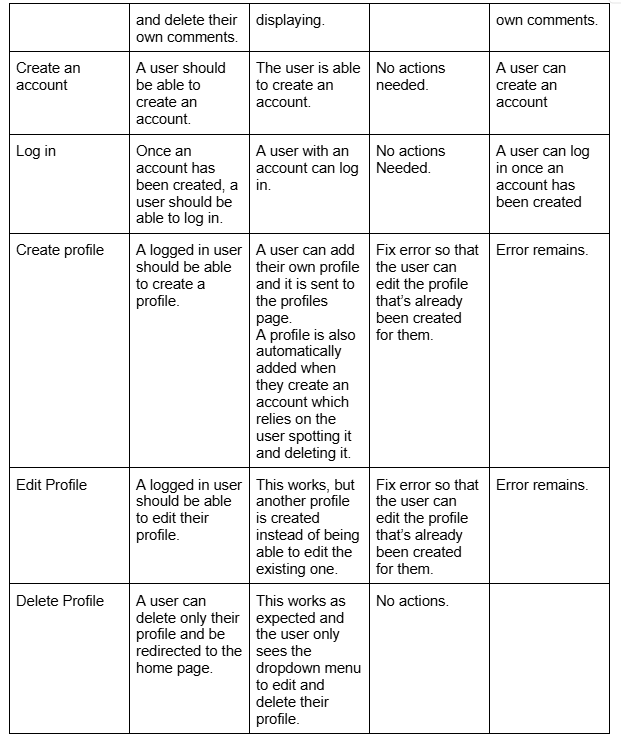 and delete their
own comments.
displaying.
own comments.
Create an
account
A user should
be able to
create an
account.
The user is able
to create an
account.
No actions
needed.
A user can
create an
account
Log in
Once an
account has
been created, a
user should be
able to log in.
A user with an
account can log
in.
No actions
Needed.
A user can log
in once an
account has
been created
Create profile
A logged in user
should be able
to create a
profile.
A user can add
their own profile
and it is sent to
the profiles
page.
A profile is also
automatically
added when
they create an
account which
relies on the
user spotting it
and deleting it.
Fix error so that
the user can
edit the profile
that’s already
been created
for them.
Error remains.
Edit Profile
A logged in user
should be able
to edit their
profile.
This works, but
another profile
is created
instead of being
able to edit the
existing one.
Fix error so that
the user can
edit the profile
that’s already
been created
for them.
Error remains.
Delete Profile
A user can
delete only their
profile and be
redirected to the
home page.
This works as
expected and
the user only
sees the
dropdown menu
to edit and
delete their
profile.
No actions.